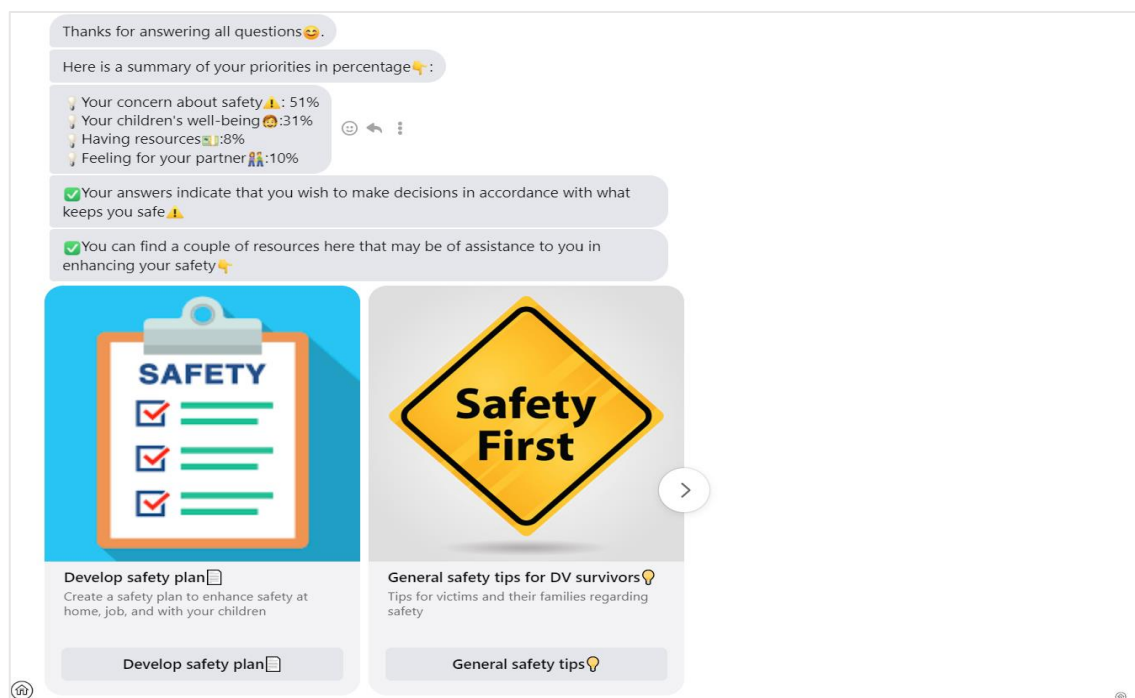 Thanks for answering all questions😊.
Here is a summary of your priorities in percentage👇:
💡Your concern about safety⚠️: 51%
💡Your children's well-being🧒:31%
💡Having resources💵:8%
💡Feeling for your partner👫:10%
✅Your answers indicate that you wish to make decisions in accordance with what
keeps you safe⚠️
✅You can find a couple of resources here that may be of assistance to you in
enhancing your safety👇
SAFETY
Safety
First
Develop safety plan📄
Create a safety plan to enhance safety at
home, job, and with your children
Develop safety plan📄
General safety tips for DV survivors💡
Tips for victims and their families regarding
safety
General safety tips💡